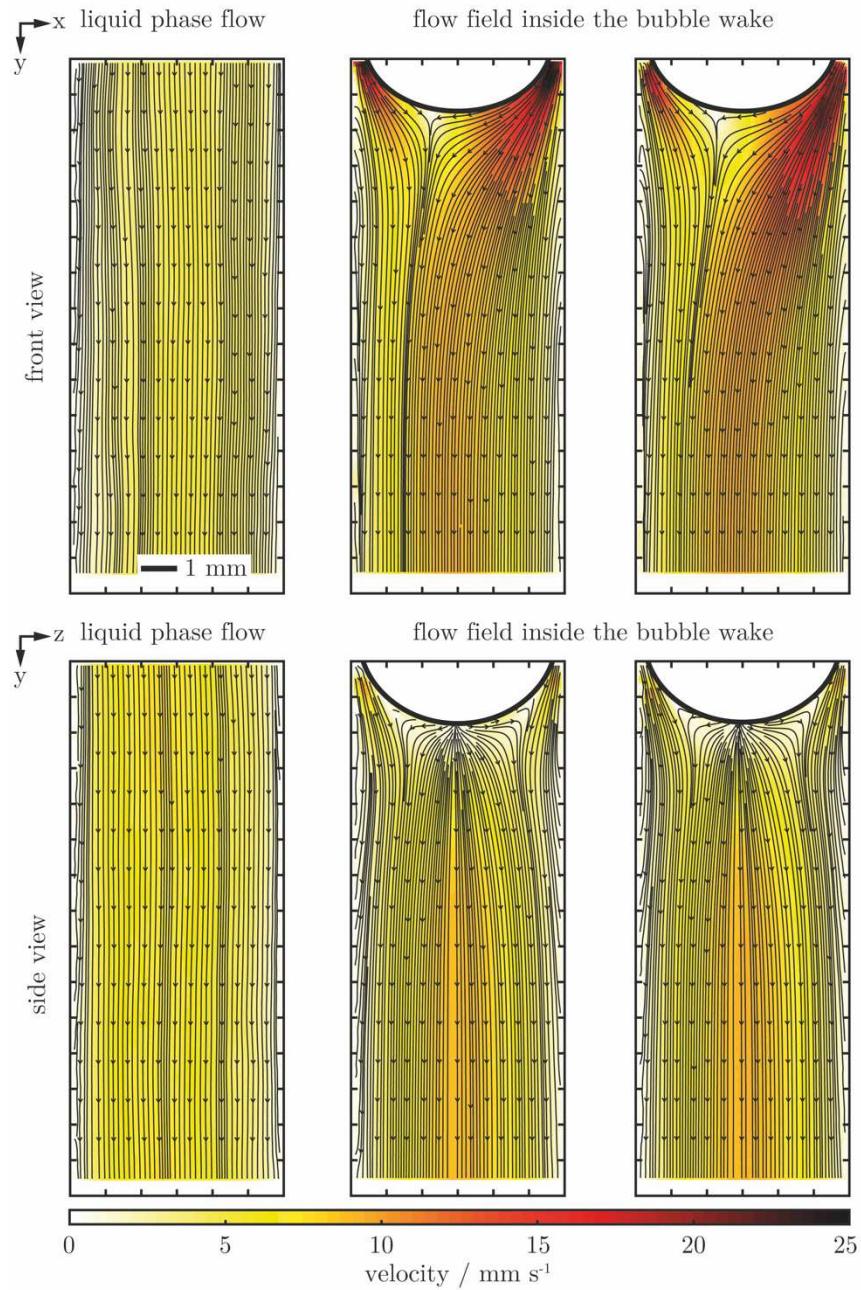 x liquid phase flow flow field inside the bubble wake
y
front view
1 mm
z liquid phase flow flow field inside the bubble wake
y
side view
0 5 10 15 20 25
velocity / mm s⁻¹